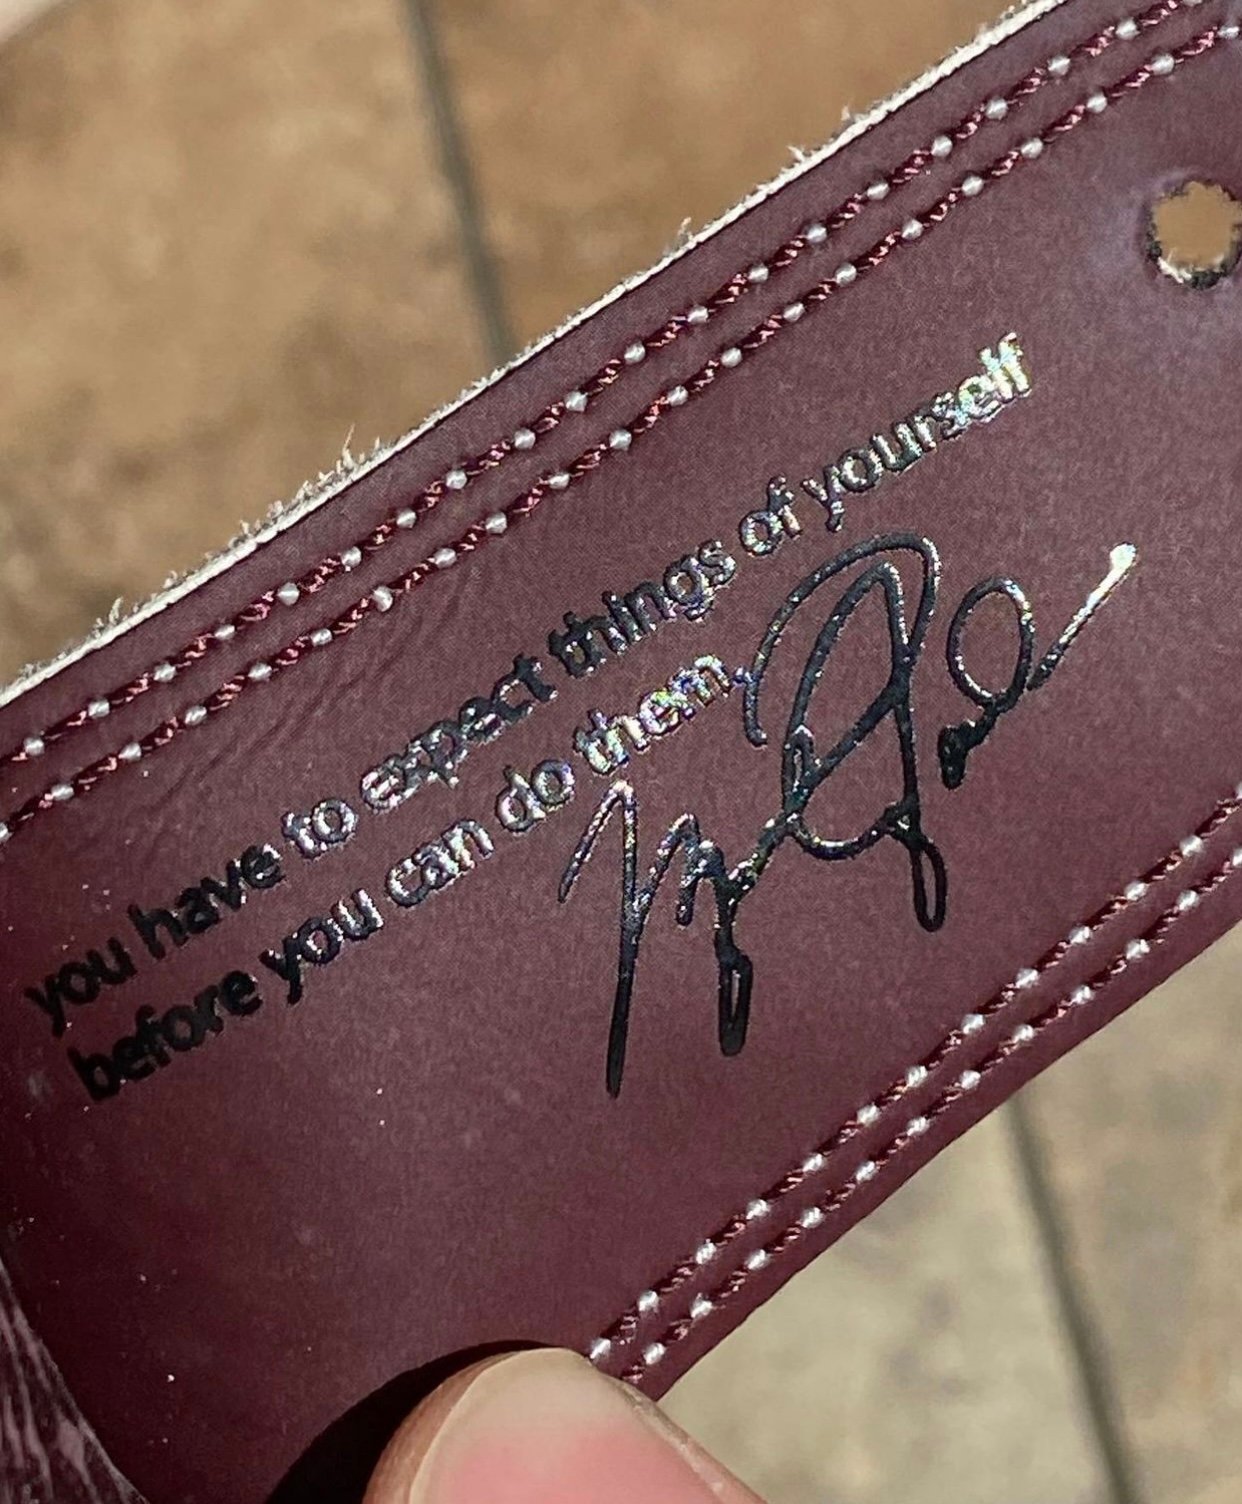 you have to expect things of yourself
before you can do them.